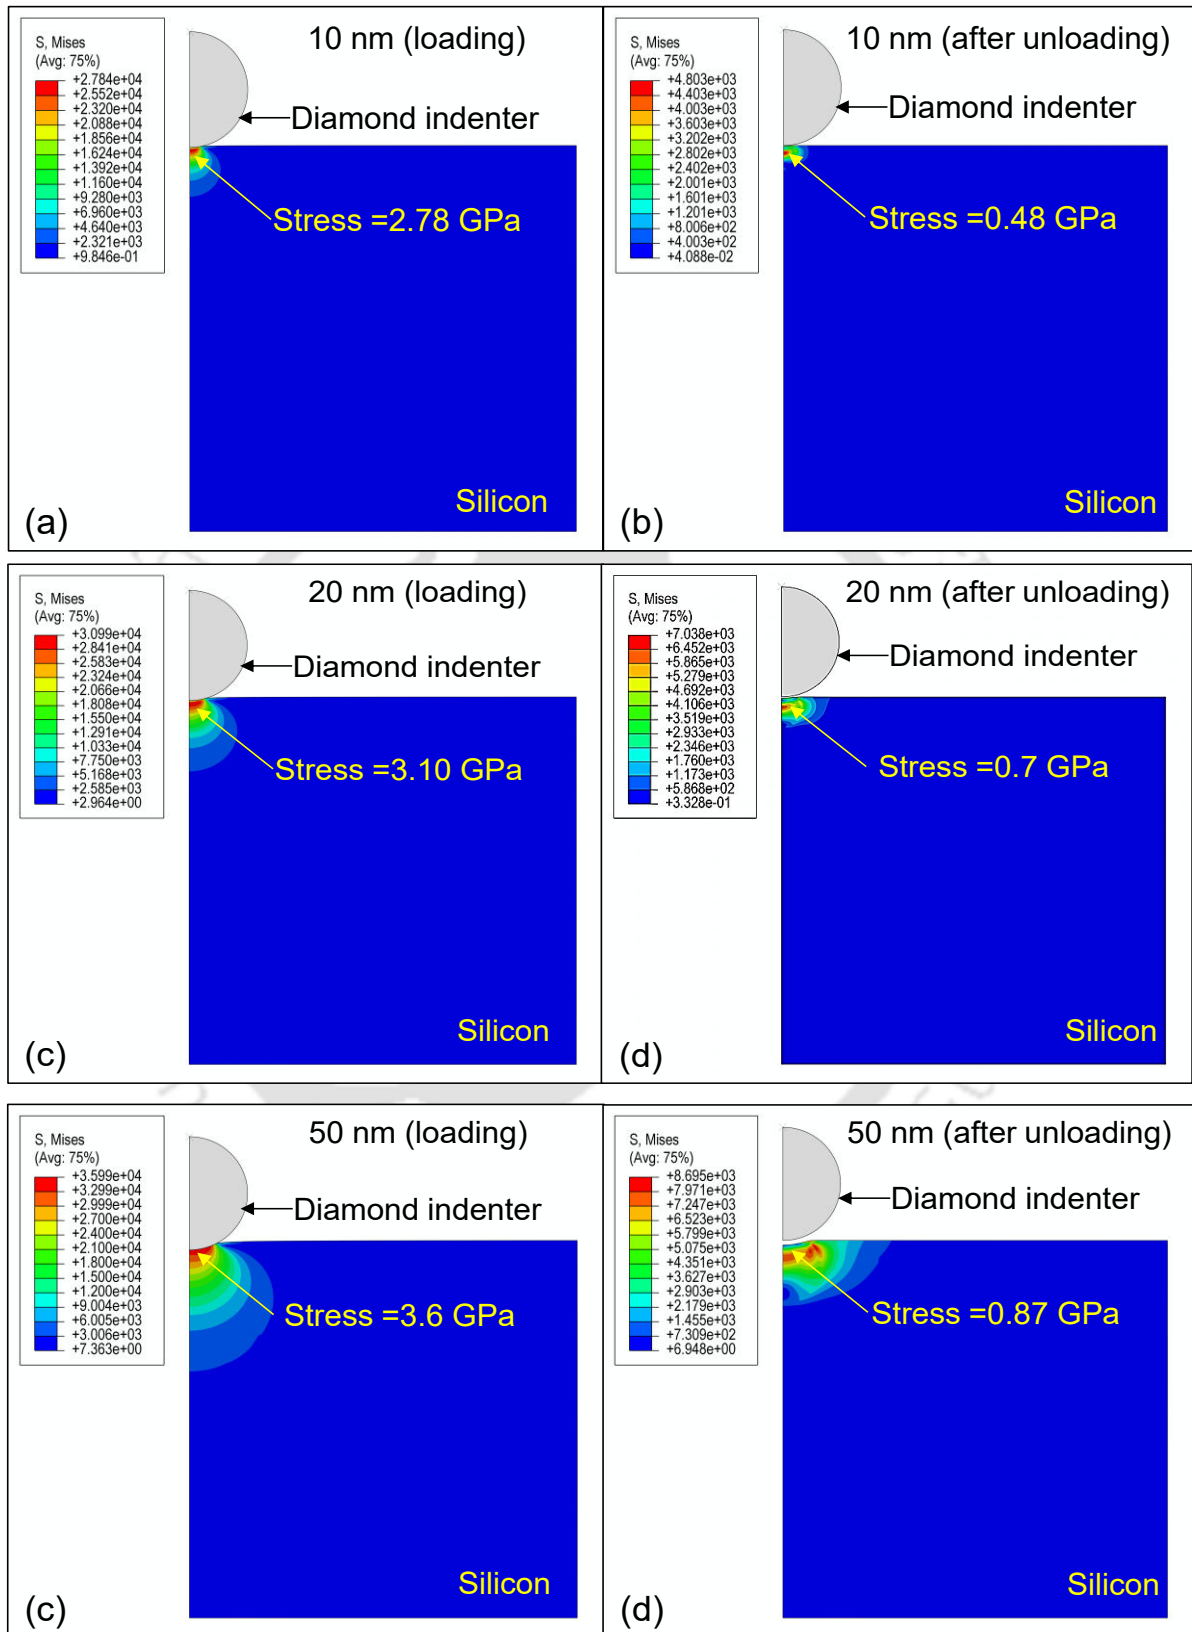 S, Mises
(Avg: 75%)
+2.784e+04
+2.552e+04
+2.320e+04
+2.088e+04
+1.856e+04
+1.624e+04
+1.392e+04
+1.160e+04
+9.280e+03
+6.960e+03
+4.640e+03
+2.321e+03
+9.846e-01
10 nm (loading)
Diamond indenter
Stress =2.78 GPa
Silicon
(a)
S, Mises
(Avg: 75%)
+4.803e+03
+4.403e+03
+4.003e+03
+3.603e+03
+3.202e+03
+2.802e+03
+2.402e+03
+2.001e+03
+1.601e+03
+1.201e+03
+8.006e+02
+4.003e+02
+4.088e-02
10 nm (after unloading)
Diamond indenter
Stress =0.48 GPa
Silicon
(b)
S, Mises
(Avg: 75%)
+3.099e+04
+2.841e+04
+2.583e+04
+2.324e+04
+2.066e+04
+1.808e+04
+1.550e+04
+1.291e+04
+1.033e+04
+7.750e+03
+5.168e+03
+2.585e+03
+2.964e+00
20 nm (loading)
Diamond indenter
Stress =3.10 GPa
Silicon
(c)
S, Mises
(Avg: 75%)
+7.038e+03
+6.452e+03
+5.865e+03
+5.279e+03
+4.692e+03
+4.106e+03
+3.519e+03
+2.933e+03
+2.346e+03
+1.760e+03
+1.173e+03
+5.868e+02
+3.328e-01
20 nm (after unloading)
Diamond indenter
Stress =0.7 GPa
Silicon
(d)
S, Mises
(Avg: 75%)
+3.599e+04
+3.299e+04
+2.999e+04
+2.700e+04
+2.400e+04
+2.100e+04
+1.800e+04
+1.500e+04
+1.200e+04
+9.004e+03
+6.005e+03
+3.006e+03
+7.363e+00
50 nm (loading)
Diamond indenter
Stress =3.6 GPa
Silicon
(c)
S, Mises
(Avg: 75%)
+8.695e+03
+7.971e+03
+7.247e+03
+6.523e+03
+5.799e+03
+5.075e+03
+4.351e+03
+3.627e+03
+2.903e+03
+2.179e+03
+1.455e+03
+7.309e+02
+6.948e+00
50 nm (after unloading)
Diamond indenter
Stress =0.87 GPa
Silicon
(d)